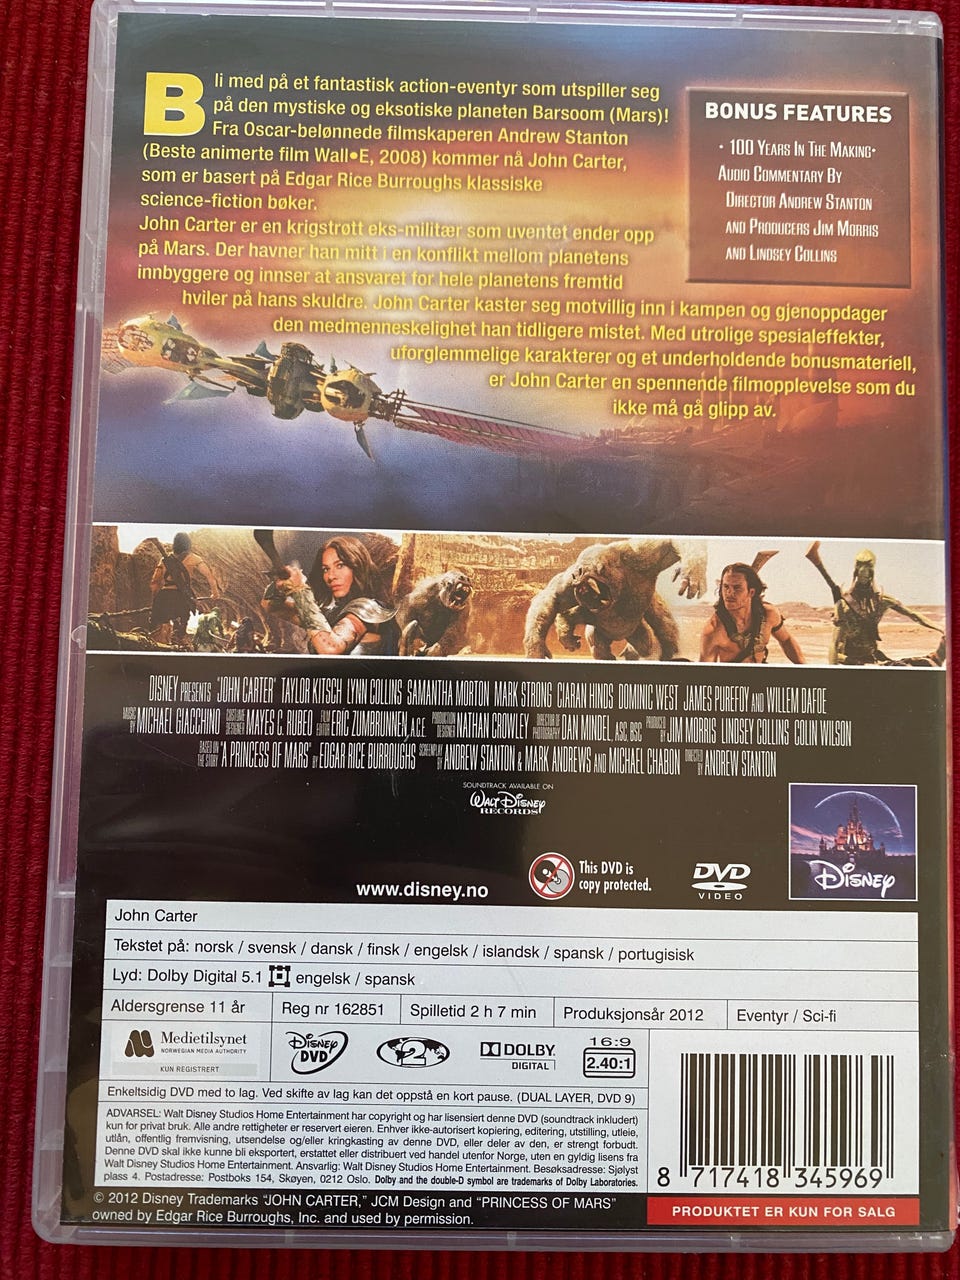 Bli med på et fantastisk action-eventyr som utspiller seg
på den mystiske og eksotiske planeten Barsoom (Mars)!
Fra Oscar-belønnede filmskaperen Andrew Stanton
(Beste animerte film Wall•E, 2008) kommer nå John Carter,
som er basert på Edgar Rice Burroughs klassiske
science-fiction bøker.
John Carter er en krigstrøtt eks-militær som uventet ender opp
på Mars. Der havner han mitt i en konflikt mellom planetens
innbyggere og innser at ansvaret for hele planetens fremtid
hviler på hans skuldre. John Carter kaster seg motvillig inn i kampen og gjenoppdager
den medmenneskelighet han tidligere mistet. Med utrolige spesialeffekter,
uforglemmelige karakterer og et underholdende bonusmateriell,
er John Carter en spennende filmopplevelse som du
ikke må gå glipp av.
BONUS FEATURES
• 100 YEARS IN THE MAKING•
AUDIO COMMENTARY BY
DIRECTOR ANDREW STANTON
AND PRODUCERS JIM MORRIS
AND LINDSEY COLLINS
DISNEY PRESENTS "JOHN CARTER" TAYLOR KITSCH LYNN COLLINS SAMANTHA MORTON MARK STRONG CIARAN HINDS DOMINIC WEST JAMES PUREFOY AND WILLEM DAFOE
MUSIC BY MICHAEL GIACCHINO COSTUME DESIGNER MAYES C. RUBEO FILM EDITOR ERIC ZUMBRUNNEN, A.C.E. PRODUCTION DESIGNER NATHAN CROWLEY DIRECTOR OF PHOTOGRAPHY DAN MINDEL, ASC, BSC PRODUCED BY JIM MORRIS LINDSEY COLLINS COLIN WILSON
BASED ON THE STORY "A PRINCESS OF MARS" BY EDGAR RICE BURROUGHS SCREENPLAY BY ANDREW STANTON & MARK ANDREWS AND MICHAEL CHABON DIRECTED BY ANDREW STANTON
SOUNDTRACK AVAILABLE ON
WALT DISNEY
RECORDS
www.disney.no
This DVD is
copy protected.
DVD
VIDEO
DISNEY
John Carter
Tekstet på: norsk / svensk / dansk / finsk / engelsk / islandsk / spansk / portugisisk
Lyd: Dolby Digital 5.1 engelsk / spansk
Aldersgrense 11 år
Reg nr 162851
Spilletid 2 h 7 min
Produksjonsår 2012
Eventyr / Sci-fi
Medietilsynet
NORWEGIAN MEDIA AUTHORITY
KUN REGISTRERT
DISNEY
DVD
2
DOLBY
DIGITAL
16:9
2.40:1
Enkeltsidig DVD med to lag. Ved skifte av lag kan det oppstå en kort pause. (DUAL LAYER, DVD 9)
ADVARSEL: Walt Disney Studios Home Entertainment har copyright og har lisensiert denne DVD (soundtrack inkludert)
kun for privat bruk. Alle andre rettigheter er reservert eieren. Enhver ikke-autorisert kopiering, editering, utstilling, utleie,
utlån, offentlig fremvisning, utsendelse og/eller kringkasting av denne DVD, eller deler av den, er strengt forbudt.
Denne DVD skal ikke kunne bli eksportert, erstattet eller distribuert ved handel utenfor Norge, uten en gyldig lisens fra
Walt Disney Studios Home Entertainment. Ansvarlig: Walt Disney Studios Home Entertainment. Besøksadresse: Sjølyst
plass 4. Postadresse: Postboks 154, Skøyen, 0212 Oslo. Dolby and the double-D symbol are trademarks of Dolby Laboratories.
8 717418 345969
© 2012 Disney Trademarks "JOHN CARTER," JCM Design and "PRINCESS OF MARS"
owned by Edgar Rice Burroughs, Inc. and used by permission.
PRODUKTET ER KUN FOR SALG